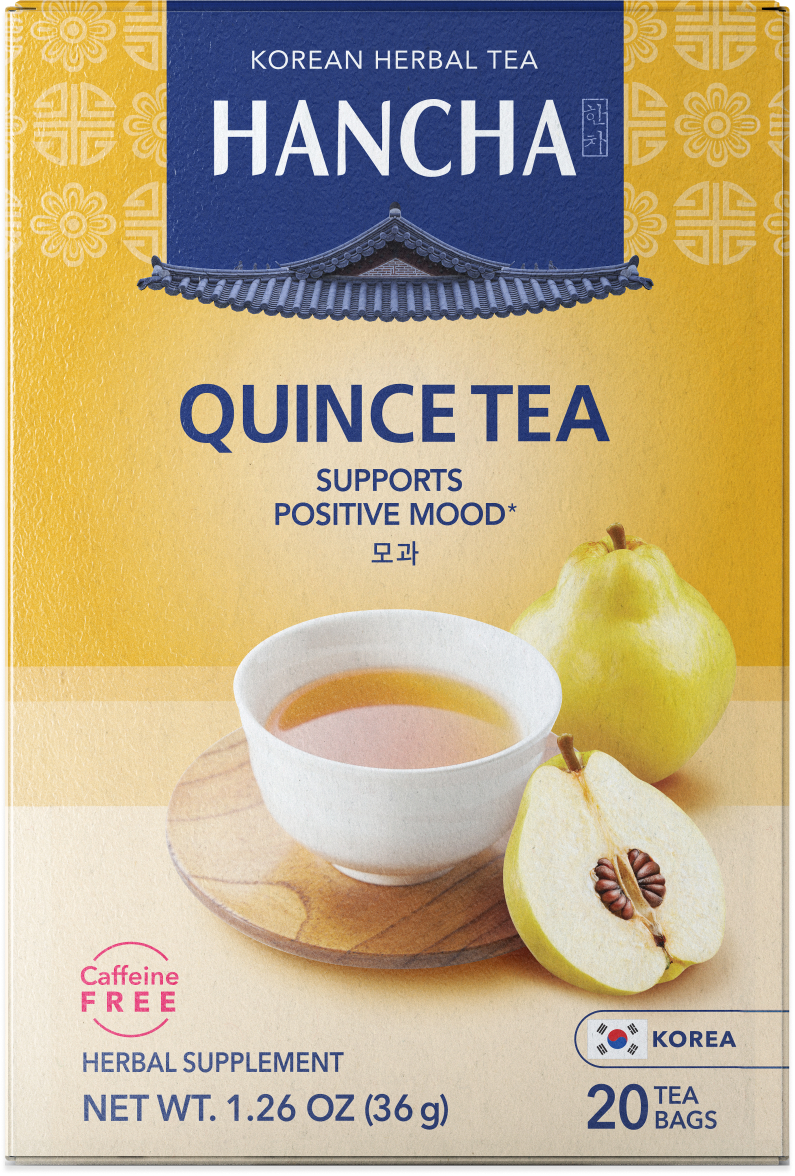 KOREAN HERBAL TEA
HANCHA
한차
QUINCE TEA
SUPPORTS
POSITIVE MOOD*
모과
Caffeine
FREE
HERBAL SUPPLEMENT
NET WT. 1.26 OZ (36 g)
KOREA
20 TEA
BAGS